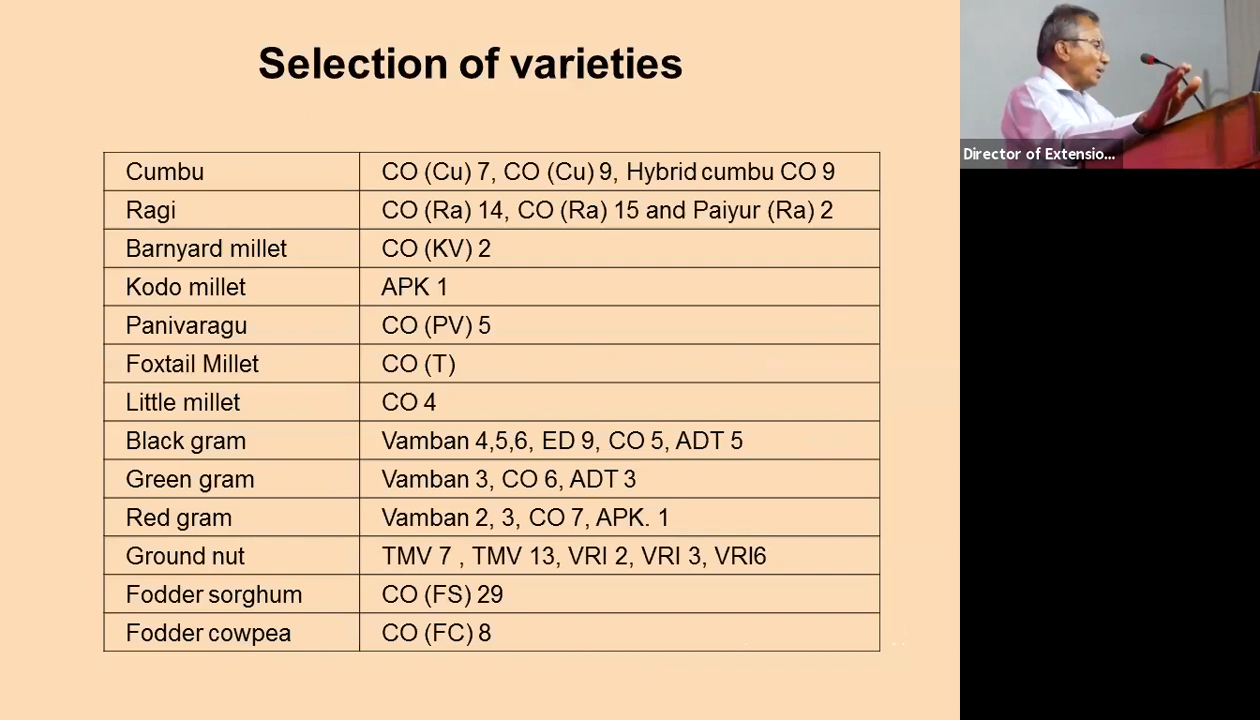 Selection of varieties
Cumbu CO (Cu) 7, CO (Cu) 9, Hybrid cumbu CO 9
Ragi CO (Ra) 14, CO (Ra) 15 and Paiyur (Ra) 2
Barnyard millet CO (KV) 2
Kodo millet APK 1
Panivaragu CO (PV) 5
Foxtail Millet CO (T)
Little millet CO 4
Black gram Vamban 4,5,6, ED 9, CO 5, ADT 5
Green gram Vamban 3, CO 6, ADT 3
Red gram Vamban 2, 3, CO 7, APK. 1
Ground nut TMV 7 , TMV 13, VRI 2, VRI 3, VRI6
Fodder sorghum CO (FS) 29
Fodder cowpea CO (FC) 8
Director of Extensio...